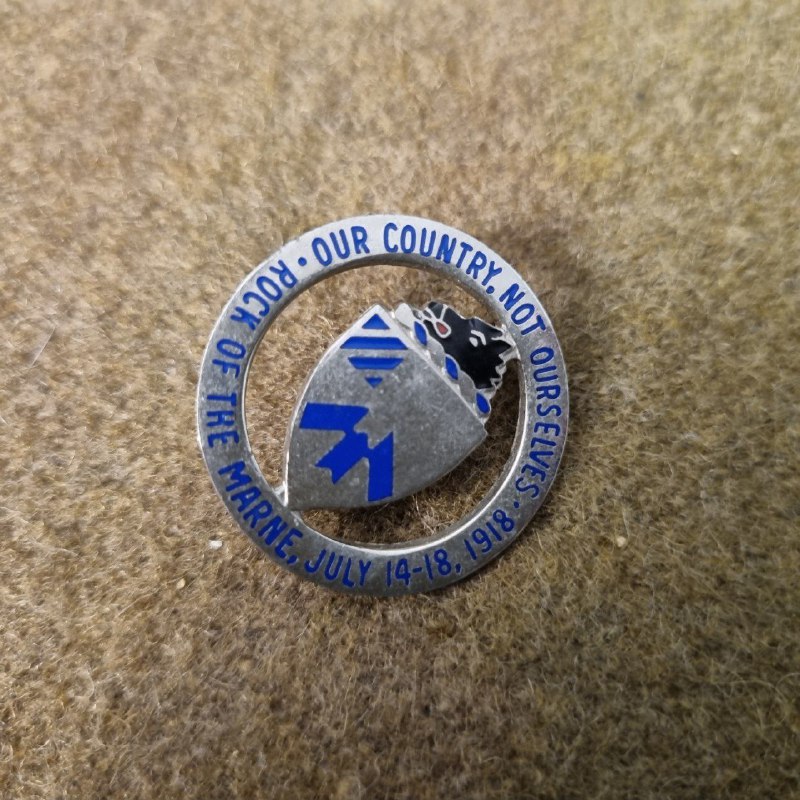 OUR COUNTRY, NOT OURSELVES · ROCK OF THE MARNE, JULY 14-18, 1918 ·